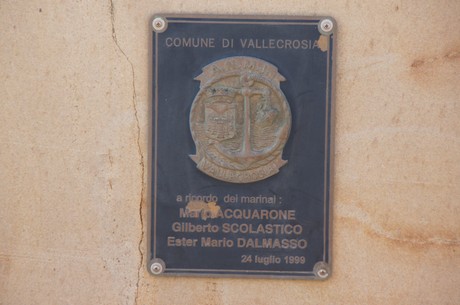 COMUNE DI VALLECROSIA
A.N.M.I.
a ricordo dei marinai :
ACQUARONE
Gilberto SCOLASTICO
Ester Mario DALMASSO
24 luglio 1999